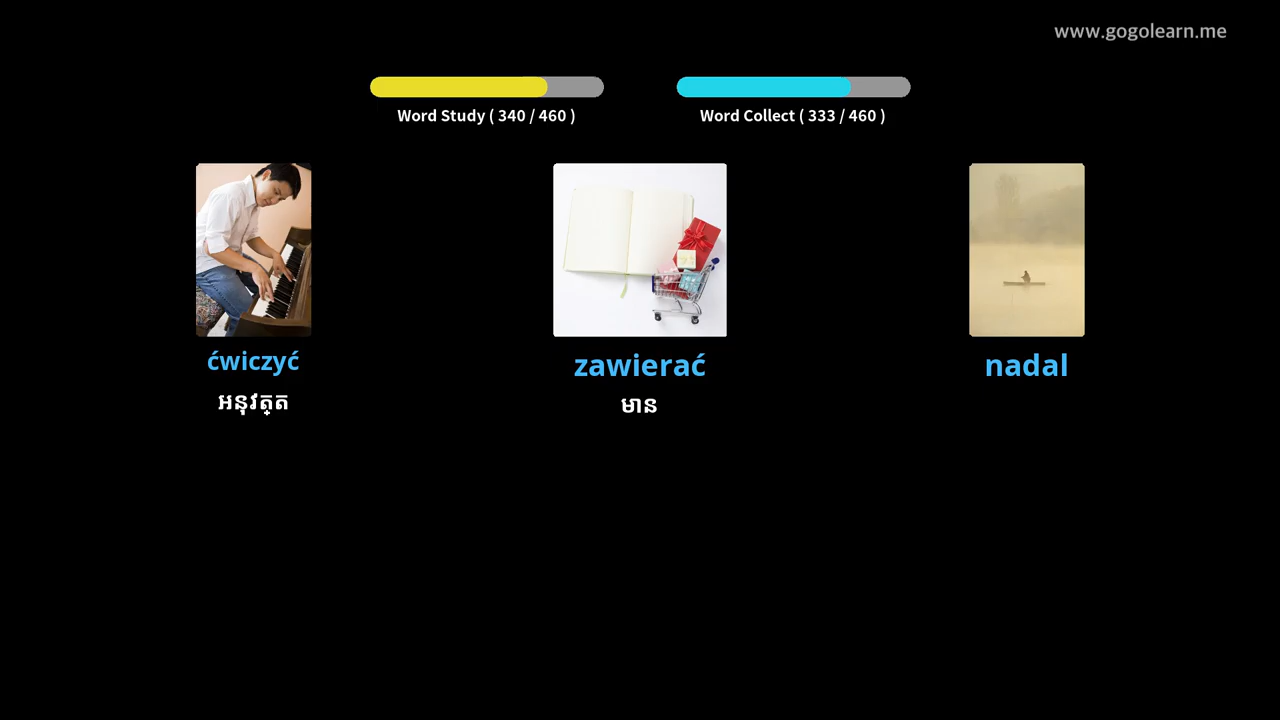 www.gogolearn.me
Word Study ( 340 / 460 )
Word Collect ( 333 / 460 )
ćwiczyć
អនុវត្ត
zawierać
មាន
nadal